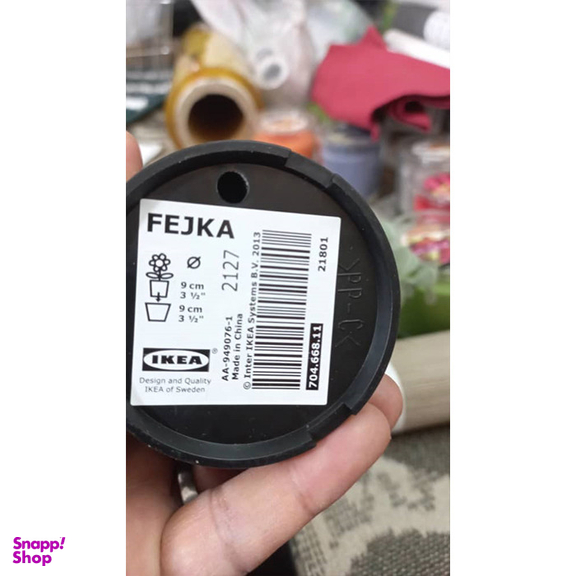 FEJKA
Ø
9 cm
3 ½"
9 cm
3 ½"
IKEA®
Design and Quality
IKEA of Sweden
2127
AA-949076-1
Made in China
© Inter IKEA Systems B.V. 2013
21801
704.668.11
Snapp!
Shop